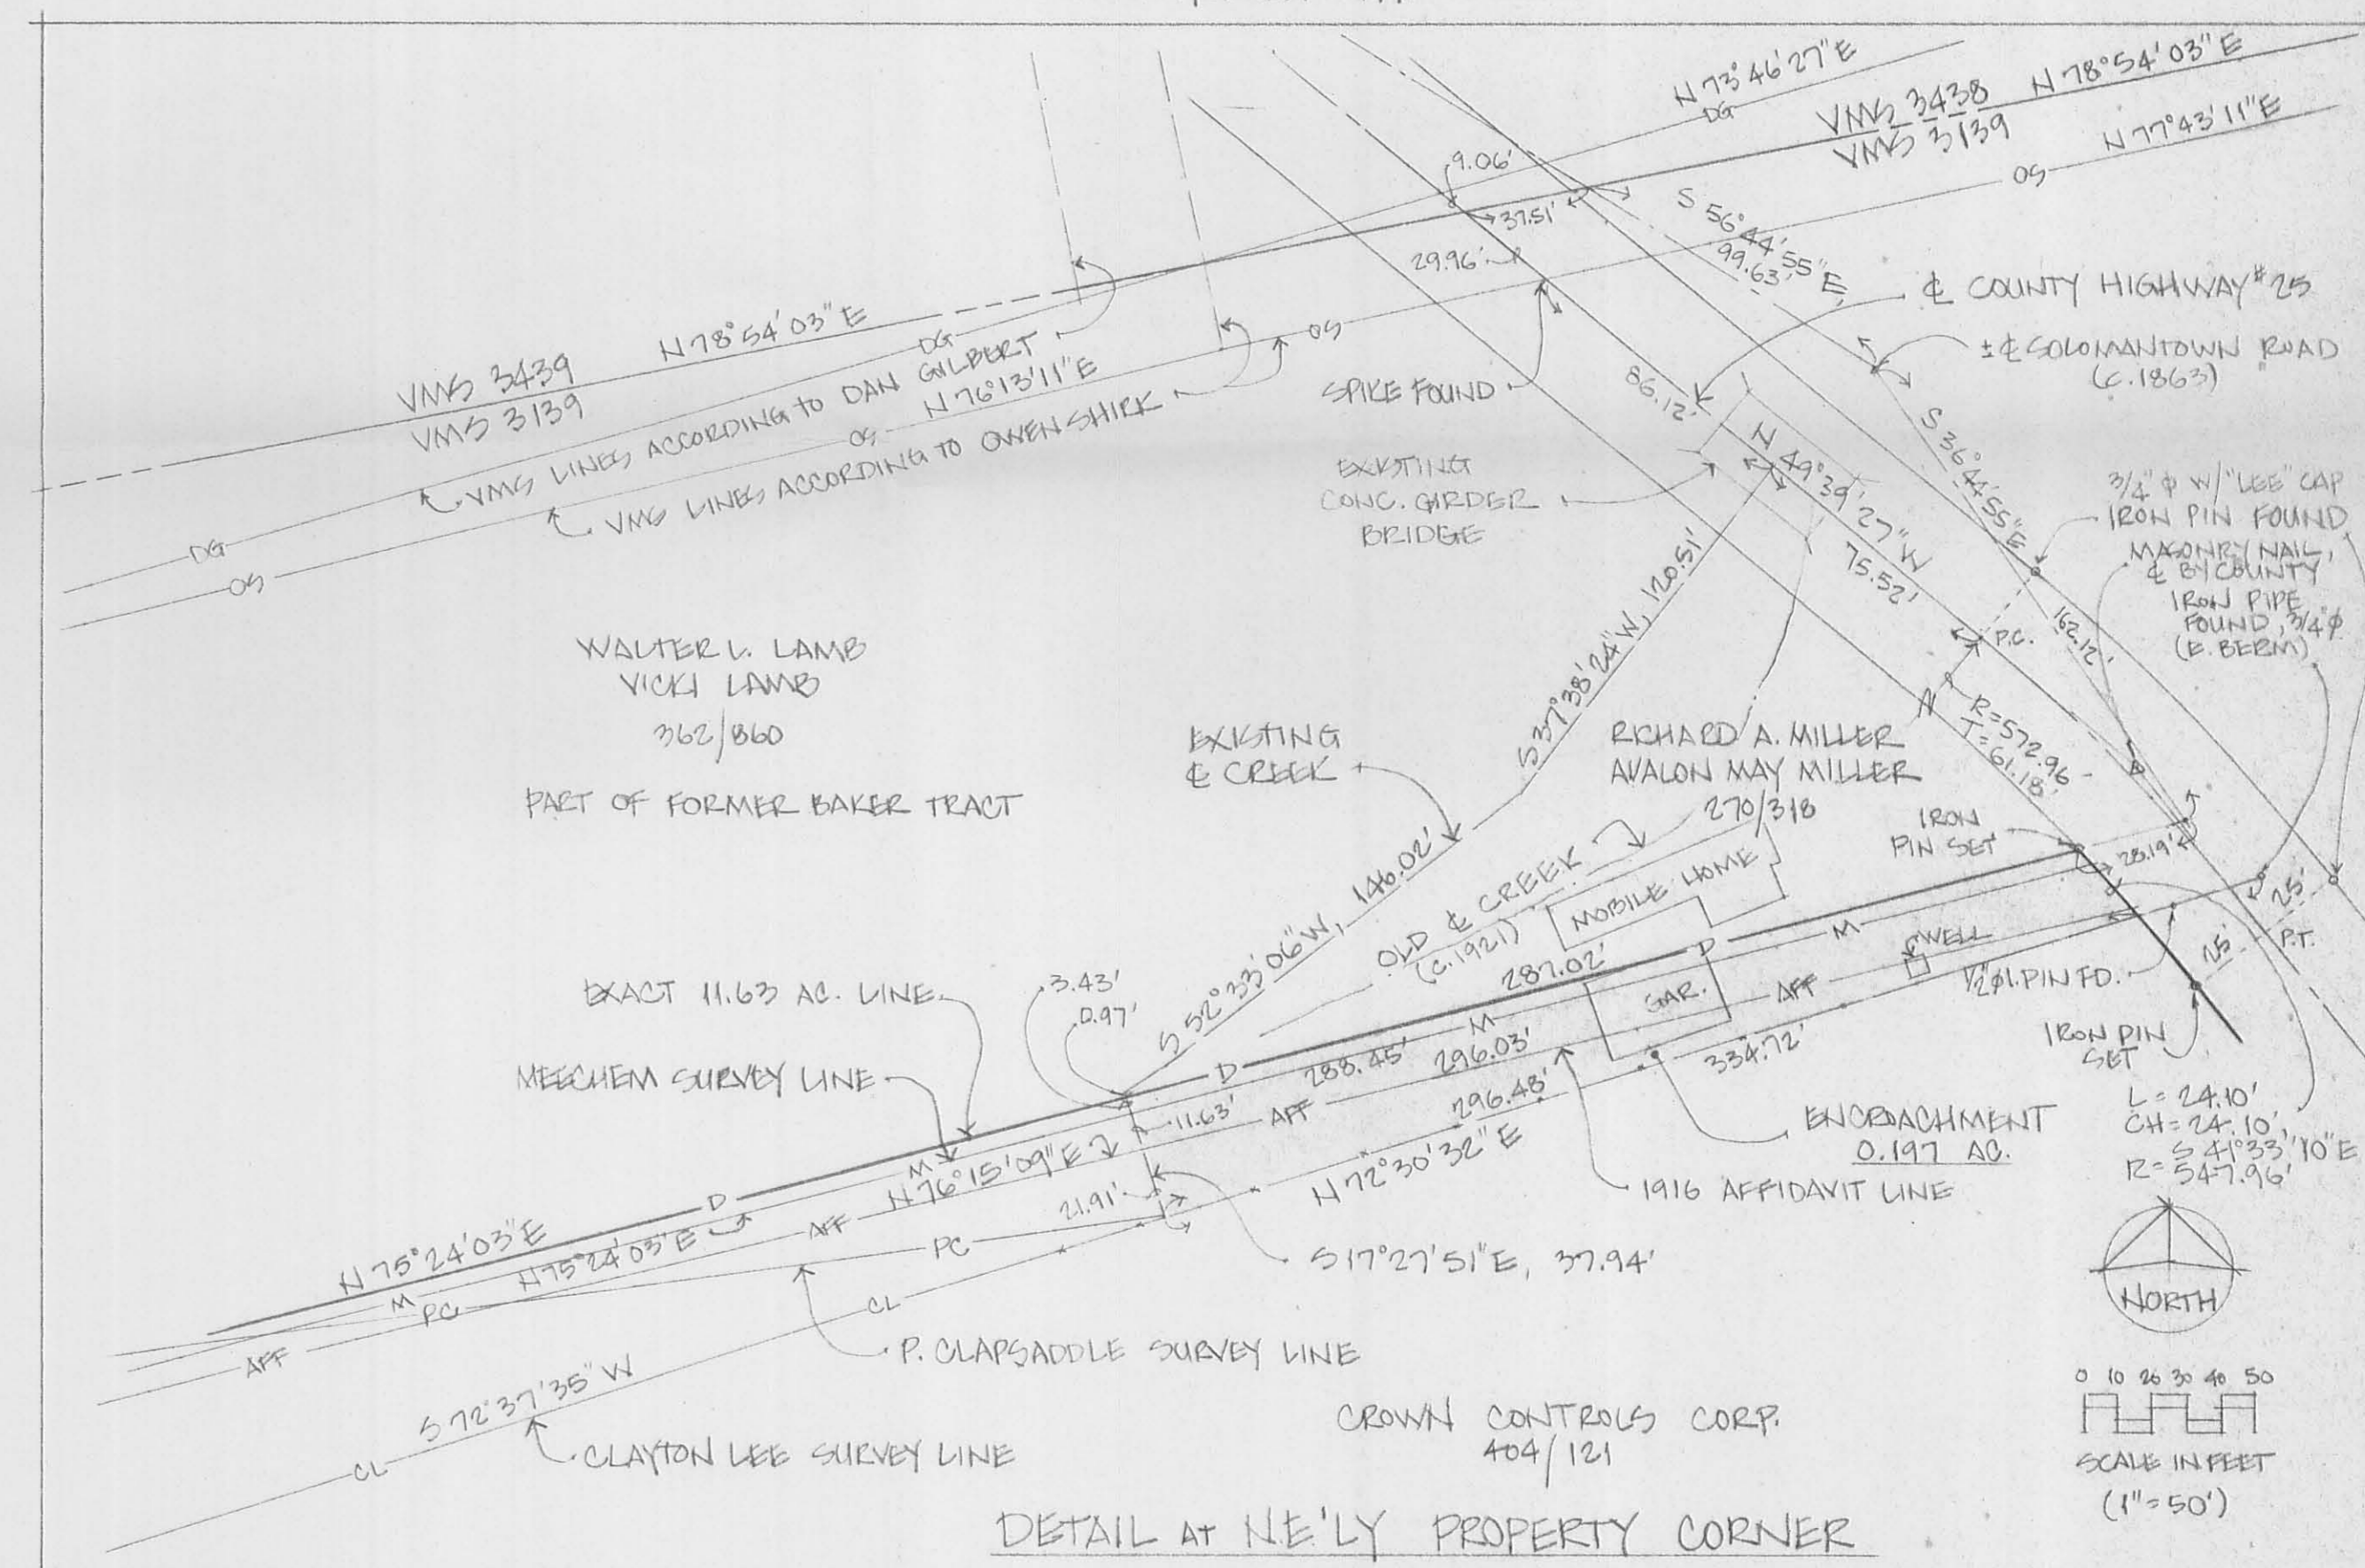 N 73°46'27" E
DG
VMS 3438
VMS 3139
N 78°54'03" E
N 77°43'11" E
OS
9.06'
37.51'
29.96'
S 56°44'55" E,
99.63'
℄ COUNTY HIGHWAY #25
±℄ SOLOMANTOWN ROAD
(c.1863)
VMS 3439
VMS 3139
N 78°54'03" E
DG
VMS LINES ACCORDING TO DAN GILBERT
N 76°13'11" E
OS
OS
VMS LINES ACCORDING TO OWEN SHIRK
DG
OS
SPIKE FOUND
86.12'
EXISTING
CONC. GIRDER
BRIDGE
N 49°39'27" W
75.52'
S 36°44'55" E
162.12'
3/4" φ W/ "LEE" CAP
IRON PIN FOUND
MASONRY NAIL,
℄ BY COUNTY
IRON PIPE
FOUND, 3/4" φ
(E. BERM)
P.C.
WALTER L. LAMB
VICKI LAMB
362/860
PART OF FORMER BAKER TRACT
EXISTING
℄ CREEK
S 37°38'24" W, 120.51'
RICHARD A. MILLER
AVALON MAY MILLER
270/318
R=572.96
T=61.18'
IRON
PIN SET
28.19'
25'
25'
P.T.
S 52°33'06" W, 146.02'
OLD ℄ CREEK
(c.1921)
MOBILE HOME
287.02'
D
M
WELL
1/2" φ I. PIN FD.
GAR.
AFF
IRON PIN
SET
EXACT 11.63 AC. LINE
3.43'
0.97'
MEECHEM SURVEY LINE
D
M
288.45'
296.03'
334.72'
296.48'
11.63'
AFF
ENCROACHMENT
0.197 AC.
L = 24.10'
CH = 24.10',
S 41°33'10" E
R = 547.96'
M
N 76°15'09" E
N 72°30'32" E
1916 AFFIDAVIT LINE
21.91'
D
AFF
PC
S 17°27'51" E, 37.94'
N 75°24'03" E
N 75°24'03" E
M
PC
AFF
CL
P. CLAPSADDLE SURVEY LINE
NORTH
S 72°37'35" W
CLAYTON LEE SURVEY LINE
CL
CROWN CONTROLS CORP.
404/121
0 10 20 30 40 50
SCALE IN FEET
(1"=50')
DETAIL AT N.E'LY PROPERTY CORNER